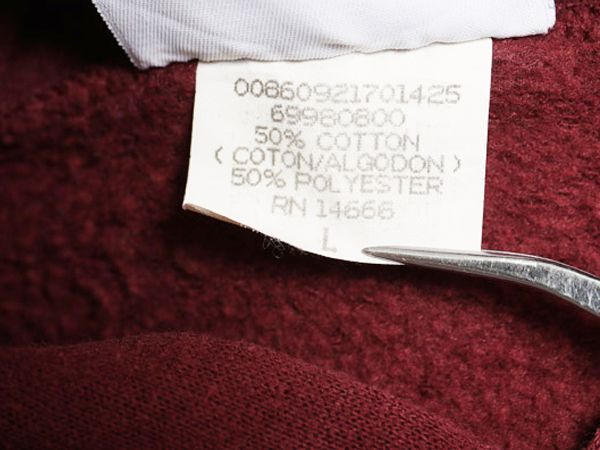 00860921701425
69980800
50% COTTON
( COTON/ALGODON )
50% POLYESTER
RN 14666
L